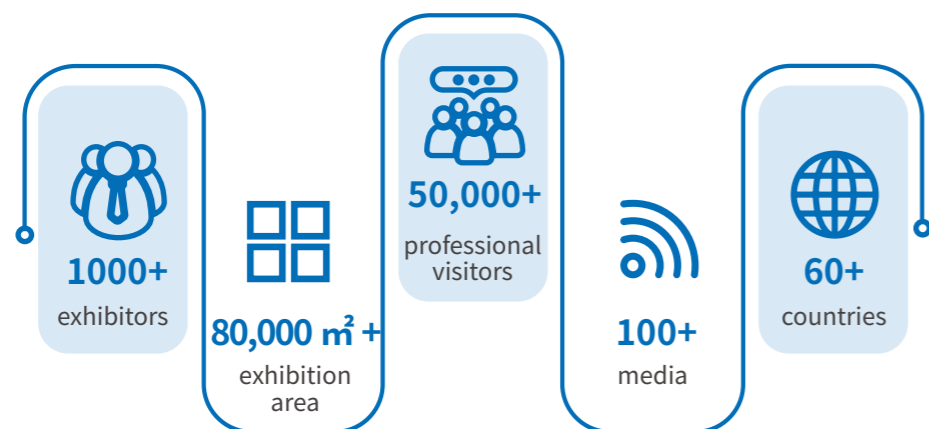 1000+
exhibitors
80,000 ㎡ +
exhibition
area
50,000+
professional
visitors
100+
media
60+
countries